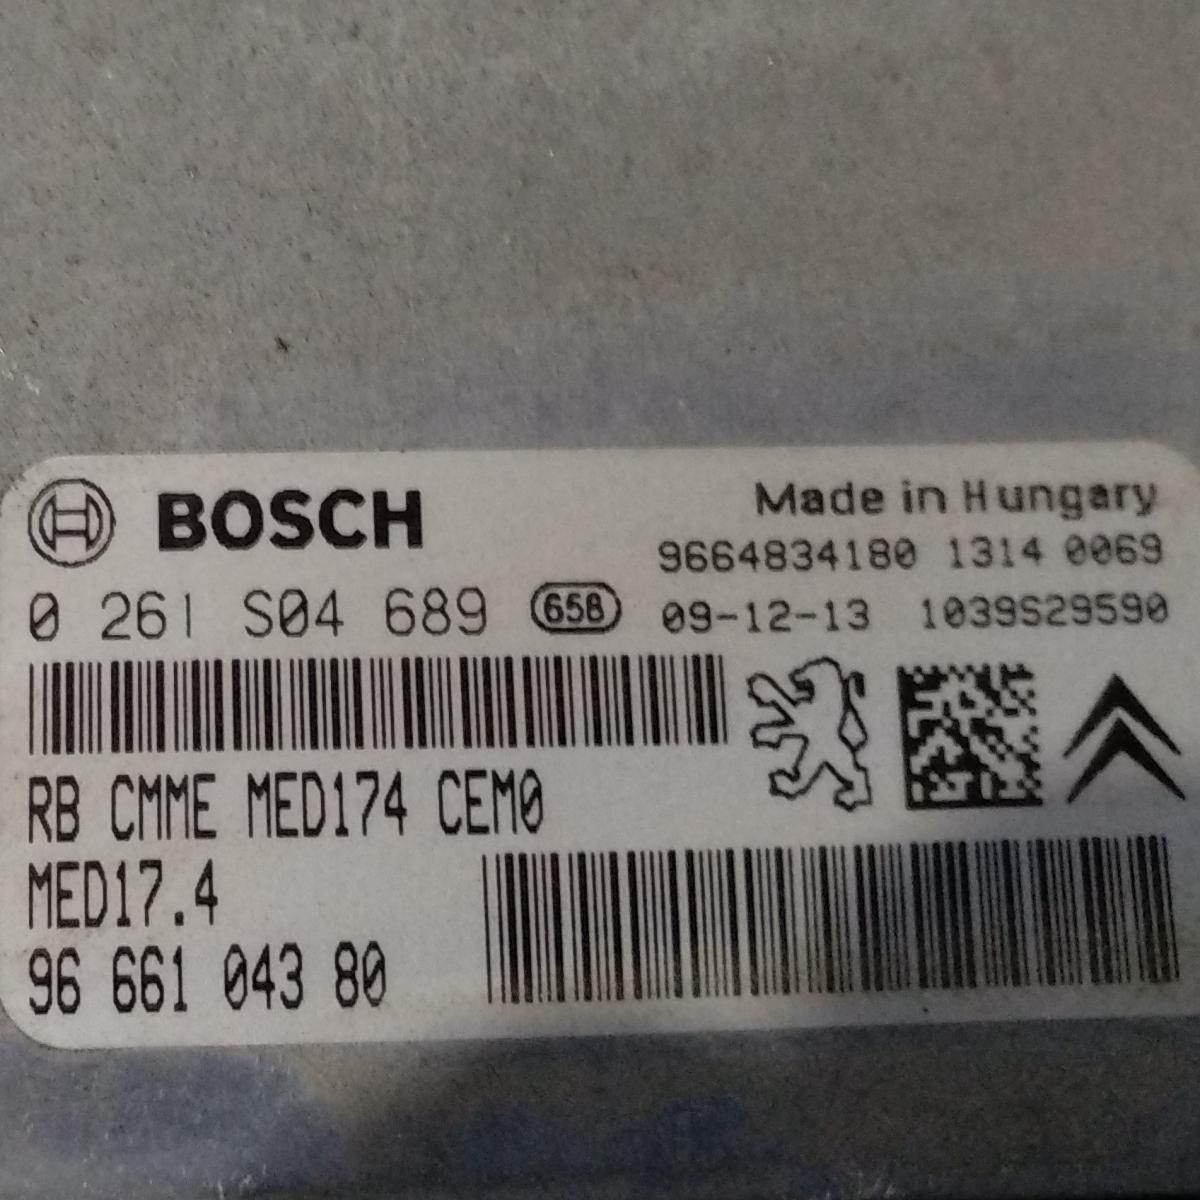 BOSCH
Made in Hungary
9664834180 1314 0069
0 261 S04 689 658 09-12-13 1039S29590
RB CMME MED174 CEM0
MED17.4
96 661 043 80